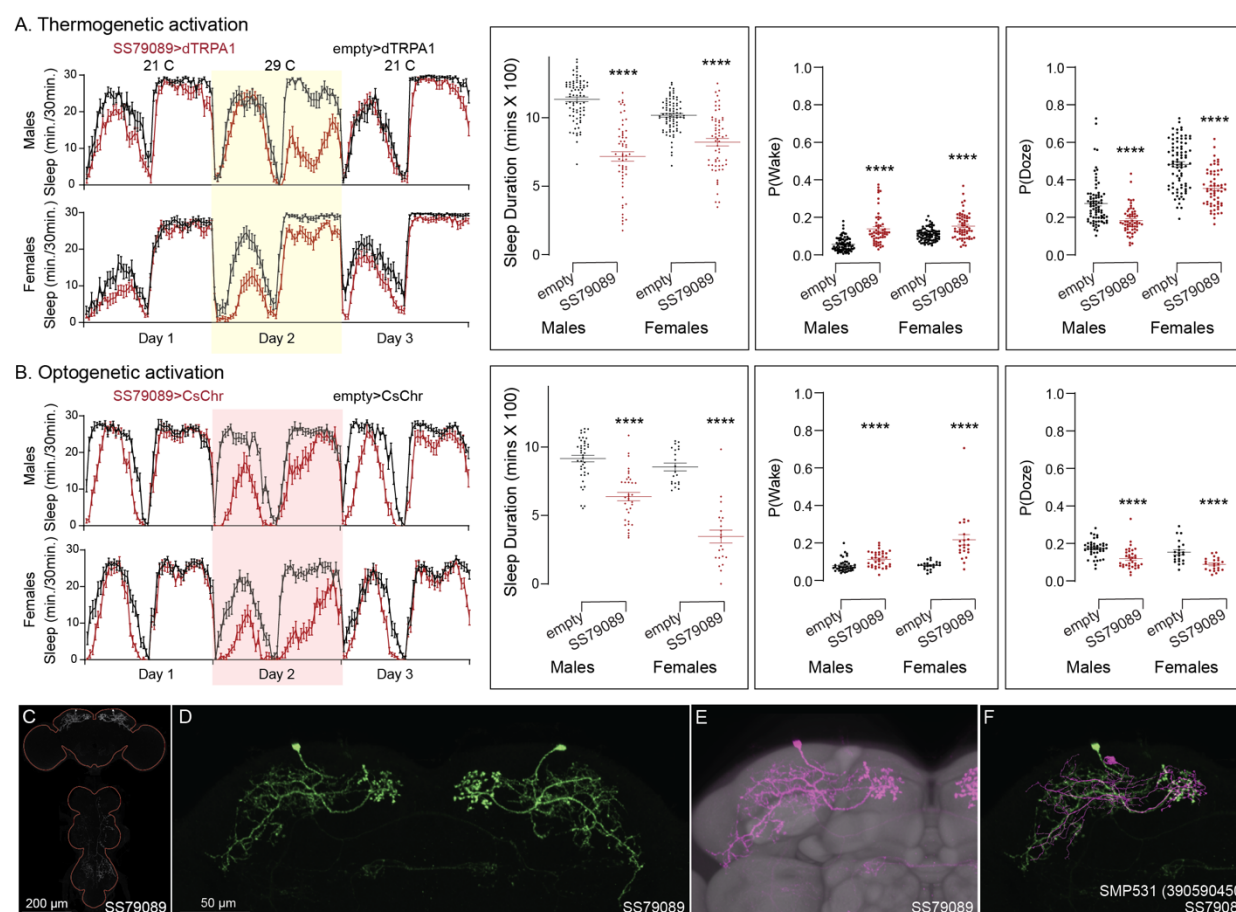 A. Thermogenetic activation
SS79089>dTRPA1 empty>dTRPA1
21 C 29 C 21 C
Males
Sleep (min./30min.)
30
20
10
0
Females
Sleep (min./30min.)
30
20
10
0
Day 1 Day 2 Day 3
Sleep Duration (mins X 100)
10
5
0
**** ****
empty SS79089 empty SS79089
Males Females
P(Wake)
1.0
0.8
0.6
0.4
0.2
0.0
**** ****
empty SS79089 empty SS79089
Males Females
P(Doze)
1.0
0.8
0.6
0.4
0.2
0.0
**** ****
empty SS79089 empty SS79089
Males Females
B. Optogenetic activation
SS79089>CsChr empty>CsChr
Males
Sleep (min./30min.)
30
20
10
0
Females
Sleep (min./30min.)
30
20
10
0
Day 1 Day 2 Day 3
Sleep Duration (mins X 100)
10
5
0
**** ****
empty SS79089 empty SS79089
Males Females
P(Wake)
1.0
0.8
0.6
0.4
0.2
0.0
**** ****
empty SS79089 empty SS79089
Males Females
P(Doze)
1.0
0.8
0.6
0.4
0.2
0.0
**** ****
empty SS79089 empty SS79089
Males Females
C
200 µm SS79089
D
50 µm SS79089
E
SS79089
F
SMP531 (390590450
SS7908